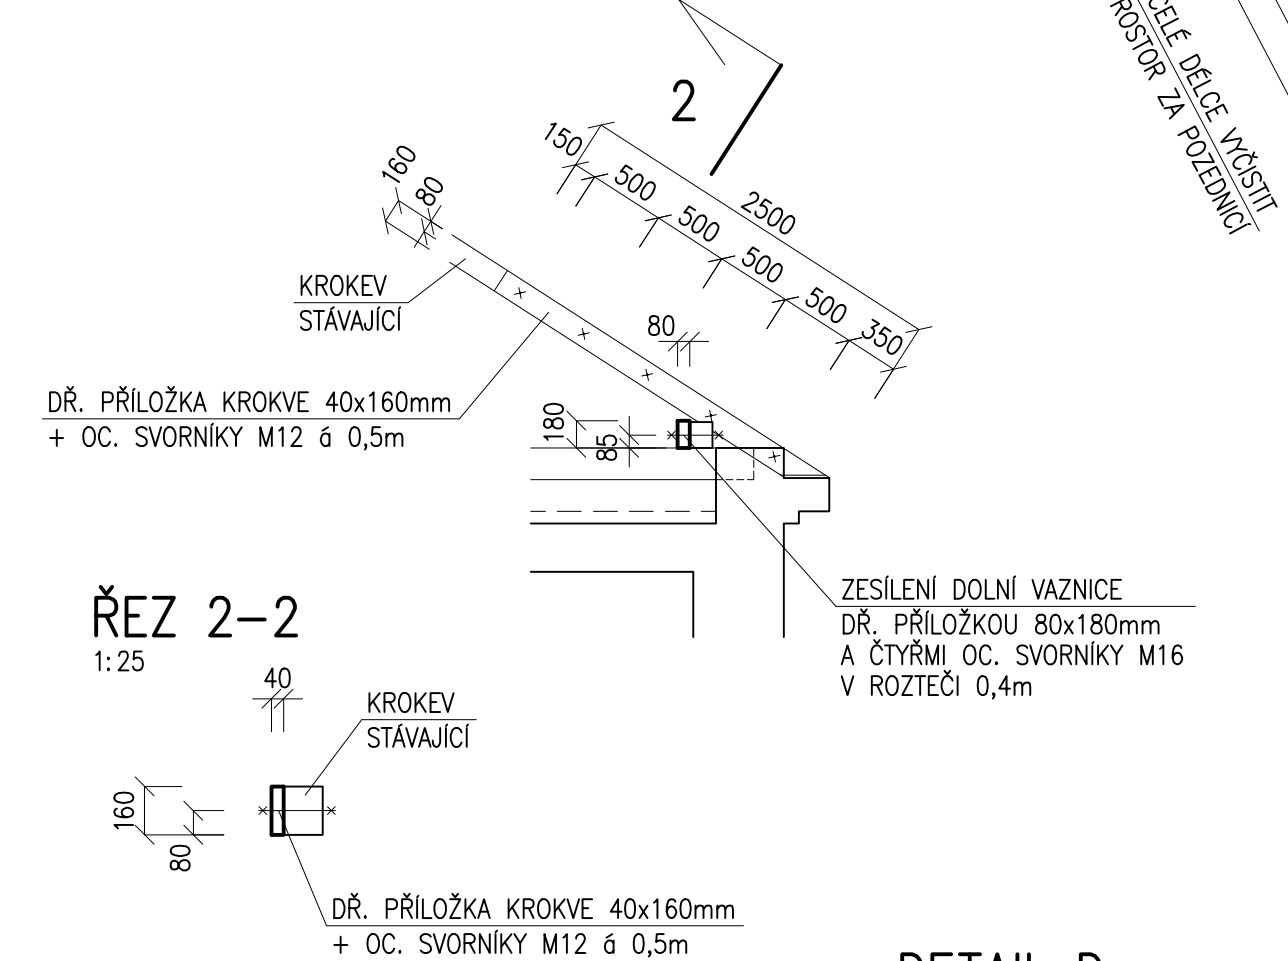 CELÉ DÉLCE VYČISTIT
ROSTOR ZA POZEDNICÍ
2
150
500
500
500
500
350
2500
160
80
KROKEV
STÁVAJÍCÍ
80
DŘ. PŘÍLOŽKA KROKVE 40x160mm
+ OC. SVORNÍKY M12 á 0,5m
180
85
ZESÍLENÍ DOLNÍ VAZNICE
DŘ. PŘÍLOŽKOU 80x180mm
A ČTYŘMI OC. SVORNÍKY M16
V ROZTEČI 0,4m
ŘEZ 2-2
1:25
40
KROKEV
STÁVAJÍCÍ
160
80
DŘ. PŘÍLOŽKA KROKVE 40x160mm
+ OC. SVORNÍKY M12 á 0,5m